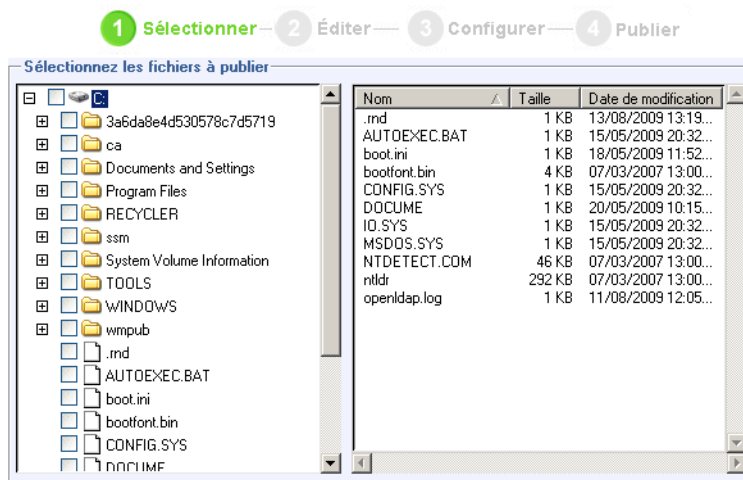 1 Sélectionner 2 Éditer 3 Configurer 4 Publier
Sélectionnez les fichiers à publier
C:
3a6da8e4d530578c7d5719
ca
Documents and Settings
Program Files
RECYCLER
ssm
System Volume Information
TOOLS
WINDOWS
wmpub
.rnd
AUTOEXEC.BAT
boot.ini
bootfont.bin
CONFIG.SYS
DOCUME
Nom Taille Date de modification
.rnd 1 KB 13/08/2009 13:19...
AUTOEXEC.BAT 1 KB 15/05/2009 20:32...
boot.ini 1 KB 18/05/2009 11:52...
bootfont.bin 4 KB 07/03/2007 13:00...
CONFIG.SYS 1 KB 15/05/2009 20:32...
DOCUME 1 KB 20/05/2009 10:15...
IO.SYS 1 KB 15/05/2009 20:32...
MSDOS.SYS 1 KB 15/05/2009 20:32...
NTDETECT.COM 46 KB 07/03/2007 13:00...
ntldr 292 KB 07/03/2007 13:00...
openldap.log 1 KB 11/08/2009 12:05...